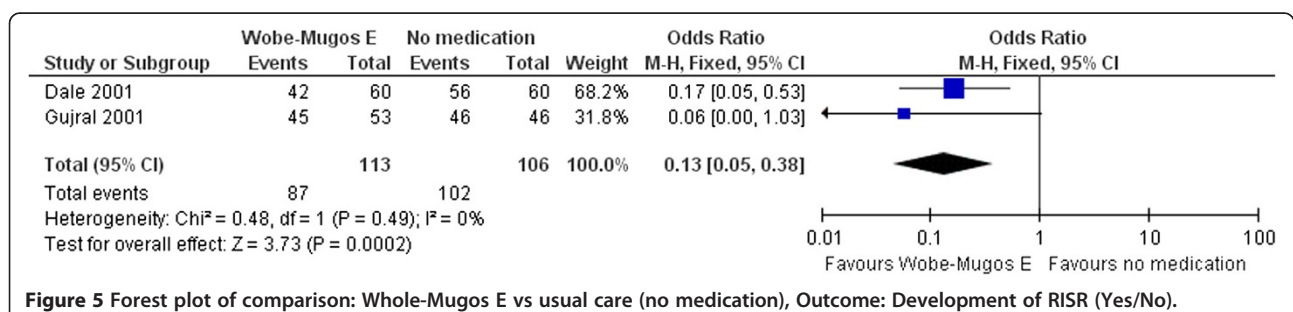 Wobe-Mugos E No medication Odds Ratio Odds Ratio
Study or Subgroup Events Total Events Total Weight M-H, Fixed, 95% CI M-H, Fixed, 95% CI
Dale 2001 42 60 56 60 68.2% 0.17 [0.05, 0.53]
Gujral 2001 45 53 46 46 31.8% 0.06 [0.00, 1.03]
Total (95% CI) 113 106 100.0% 0.13 [0.05, 0.38]
Total events 87 102
Heterogeneity: Chi² = 0.48, df = 1 (P = 0.49); I² = 0%
Test for overall effect: Z = 3.73 (P = 0.0002)
0.01 0.1 1 10 100
Favours Wobe-Mugos E Favours no medication
Figure 5 Forest plot of comparison: Whole-Mugos E vs usual care (no medication), Outcome: Development of RISR (Yes/No).